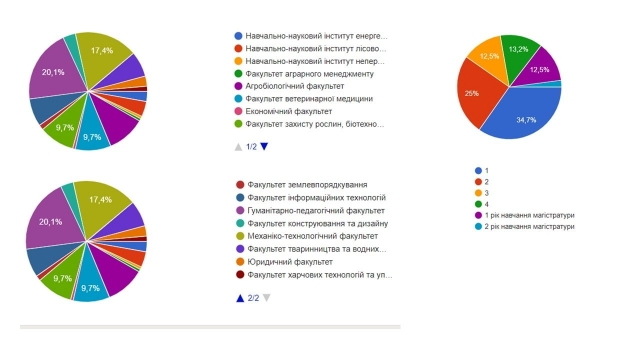 17,4%
20,1%
9,7%
9,7%
Навчально-науковий інститут енерге...
Навчально-науковий інститут лісово...
Навчально-науковий інститут непер...
Факультет аграрного менеджменту
Агробіологічний факультет
Факультет ветеринарної медицини
Економічний факультет
Факультет захисту рослин, біотехно...
1/2
13,2%
12,5%
12,5%
25%
34,7%
1
2
3
4
1 рік навчання магістратури
2 рік навчання магістратури
17,4%
20,1%
9,7%
9,7%
Факультет землевпорядкування
Факультет інформаційних технологій
Гуманітарно-педагогічний факультет
Факультет конструювання та дизайну
Механіко-технологічний факультет
Факультет тваринництва та водних...
Юридичний факультет
Факультет харчових технологій та уп...
2/2